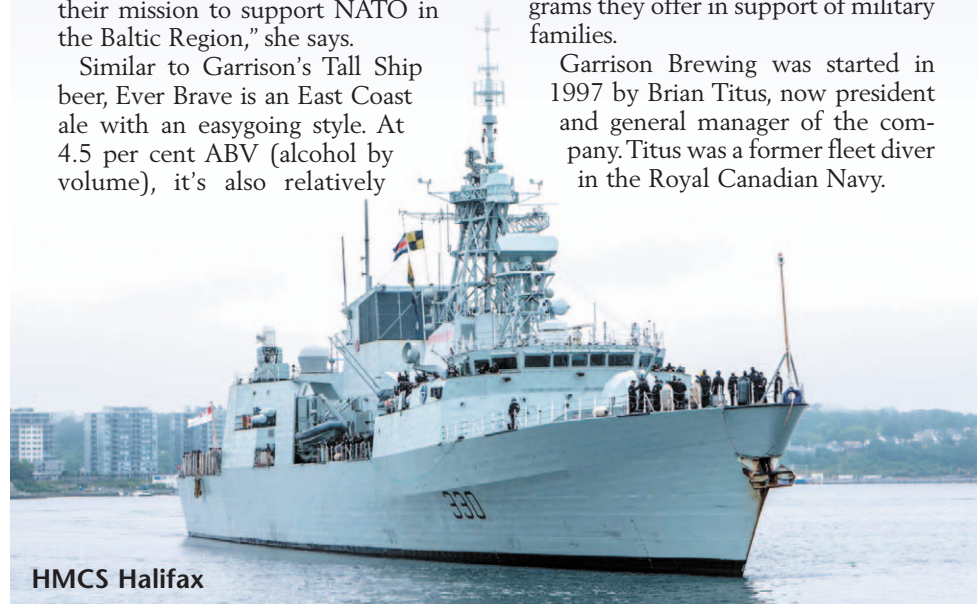 their mission to support NATO in
the Baltic Region,” she says.
Similar to Garrison’s Tall Ship
beer, Ever Brave is an East Coast
ale with an easygoing style. At
4.5 per cent ABV (alcohol by
volume), it's also relatively
grams they offer in support of military
families.
Garrison Brewing was started in
1997 by Brian Titus, now president
and general manager of the com-
pany. Titus was a former fleet diver
in the Royal Canadian Navy.
330
HMCS Halifax